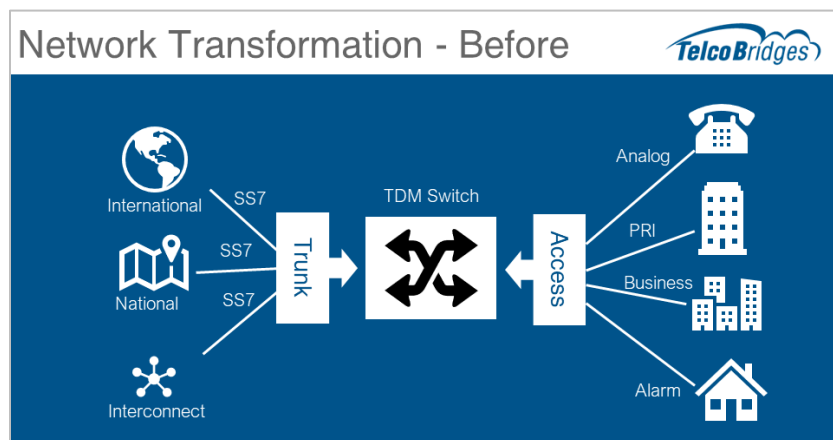 Network Transformation - Before
TelcoBridges
International
National
Interconnect
SS7
SS7
SS7
Trunk
TDM Switch
Access
Analog
PRI
Business
Alarm